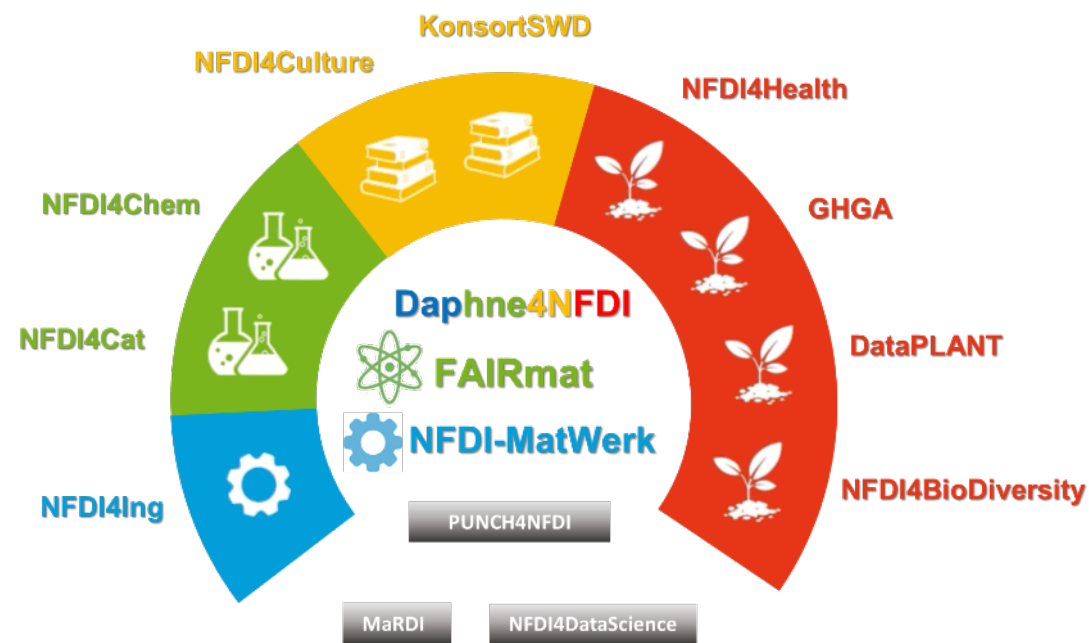 KonsortSWD
NFDI4Culture
NFDI4Health
NFDI4Chem
GHGA
Daphne4NFDI
NFDI4Cat
DataPLANT
FAIRmat
NFDI-MatWerk
NFDI4BioDiversity
NFDI4Ing
PUNCH4NFDI
MaRDI
NFDI4DataScience